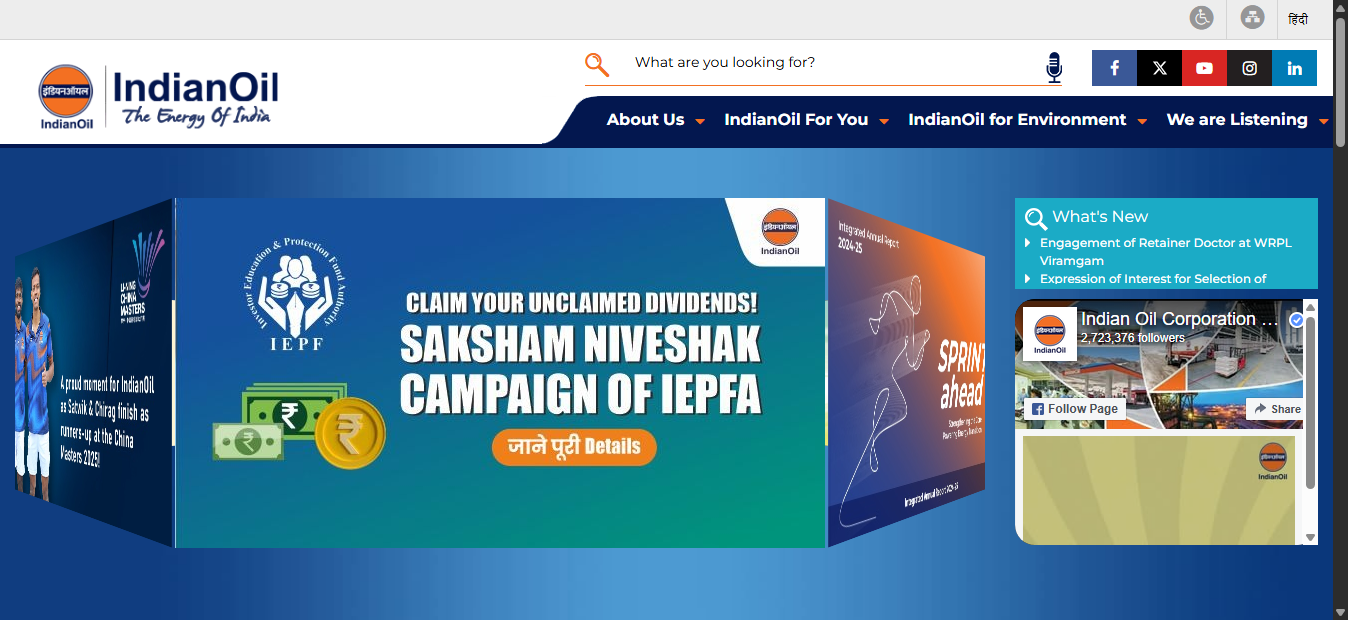 हिंदी
इंडियनऑयल
IndianOil
IndianOil
The Energy Of India
What are you looking for?
About Us
IndianOil For You
IndianOil for Environment
We are Listening
LI-NING
CHINA
MASTERS
A proud moment for IndianOil
as Satwik & Chirag finish as
runners-up at the China
Masters 2025!
Investor Education & Protection Fund Authority
IEPF
CLAIM YOUR UNCLAIMED DIVIDENDS!
SAKSHAM NIVESHAK
CAMPAIGN OF IEPFA
जाने पूरी Details
इंडियनऑयल
IndianOil
Integrated Annual Report
2024-25
SPRINT
ahead
Integrated Annual Report 2024-25
What's New
Engagement of Retainer Doctor at WRPL
Viramgam
Expression of Interest for Selection of
इंडियनऑयल
IndianOil
Indian Oil Corporation ...
2,723,376 followers
Follow Page
Share
इंडियनऑयल
IndianOil